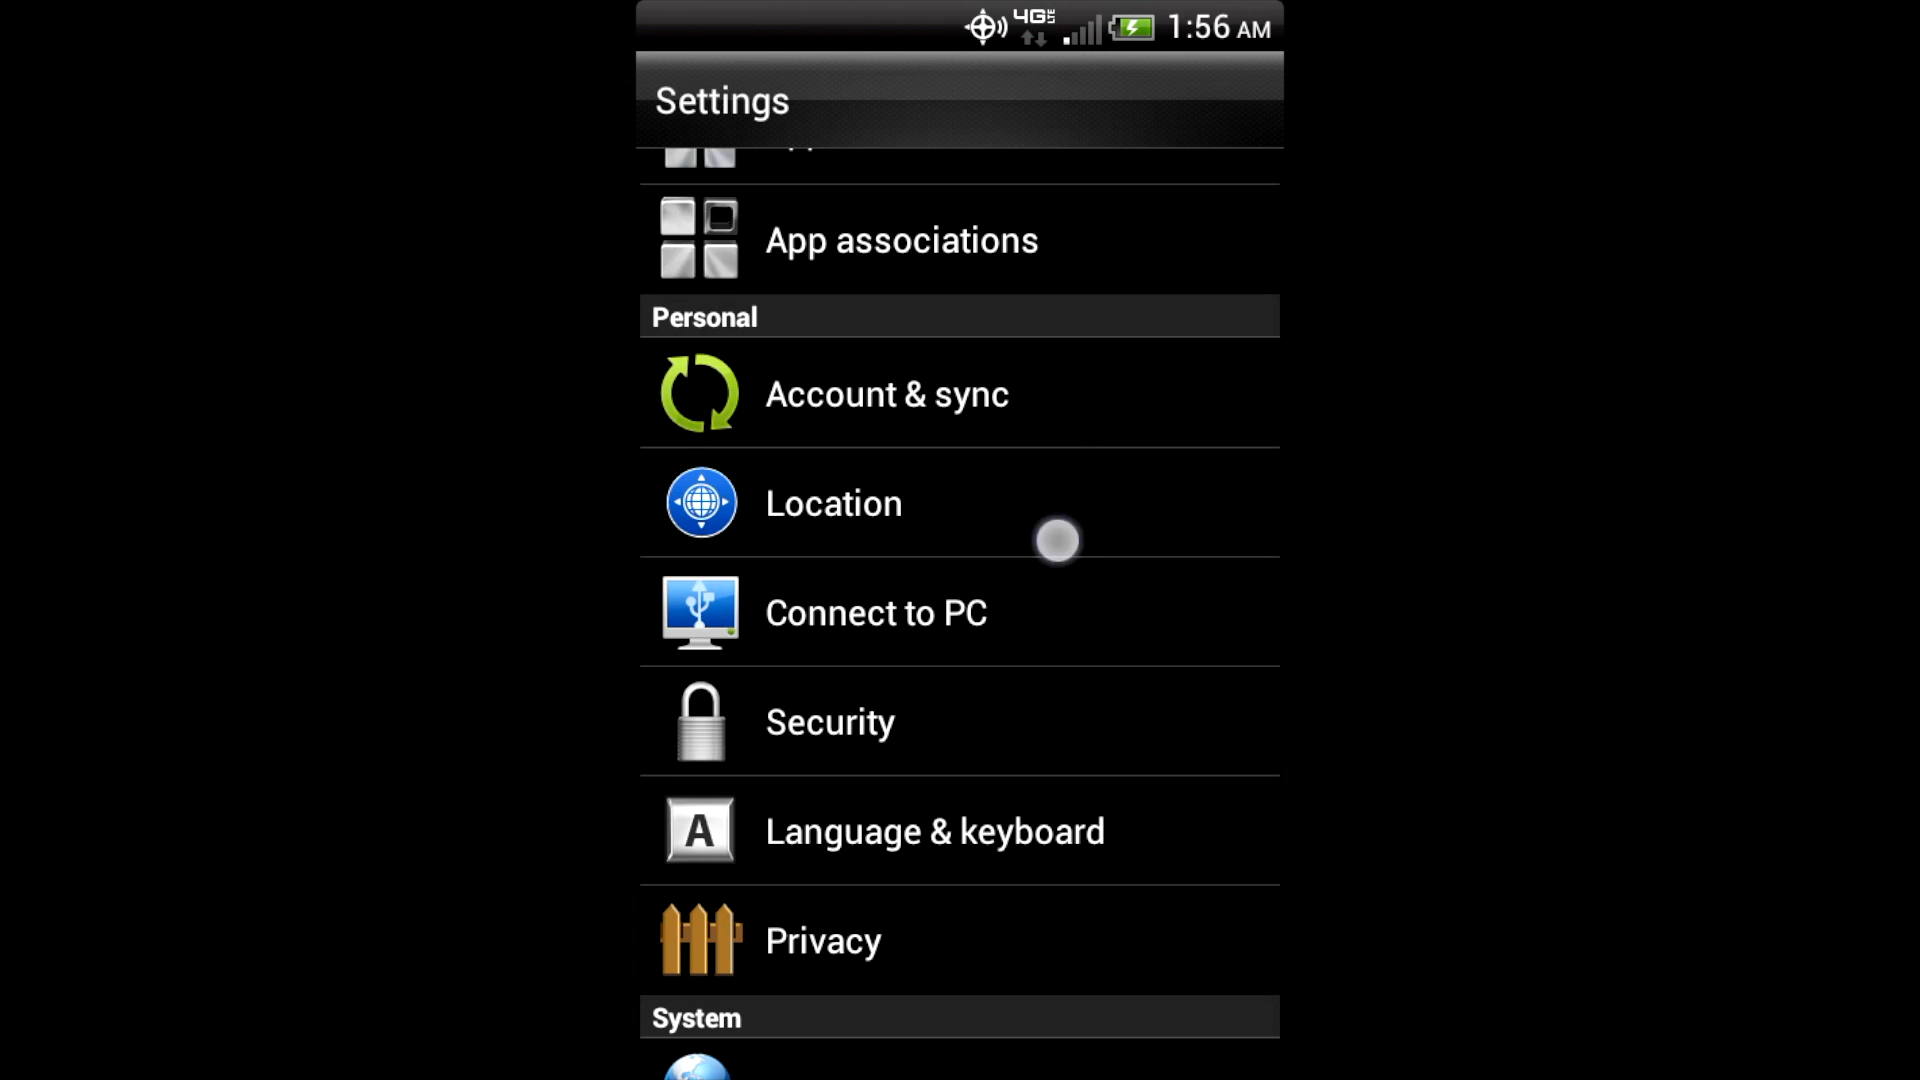 4G LTE 1:56 AM
Settings
App associations
Personal
Account & sync
Location
Connect to PC
Security
A Language & keyboard
Privacy
System